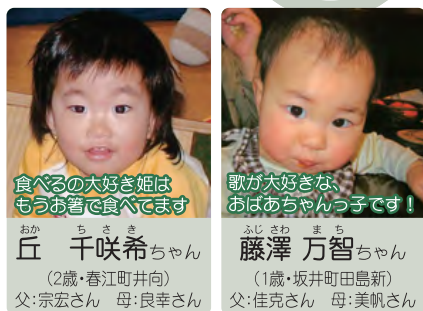 食べるの大好き姫は
もうお箸で食べてます
おか ち さ き
丘 千咲希ちゃん
（2歳・春江町井向）
父：宗宏さん 母：良幸さん
歌が大好きな、
おばあちゃんっ子です！
ふじ さわ ま ち
藤澤 万智ちゃん
（1歳・坂井町田島新）
父：佳克さん 母：美帆さん